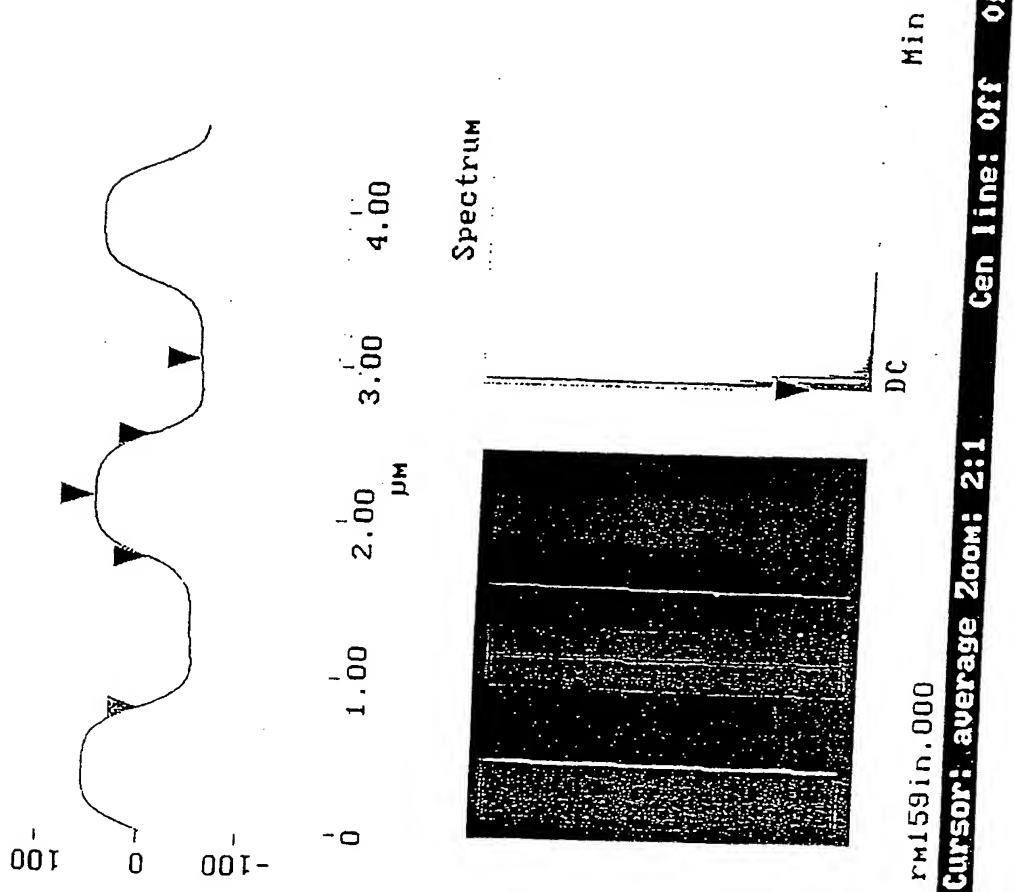 100
0
-100
0 1.00 2.00 3.00 4.00
µM
Spectrum
DC Min
rm159in.000
Cursor: average Zoom: 2:1 Cen line: Off